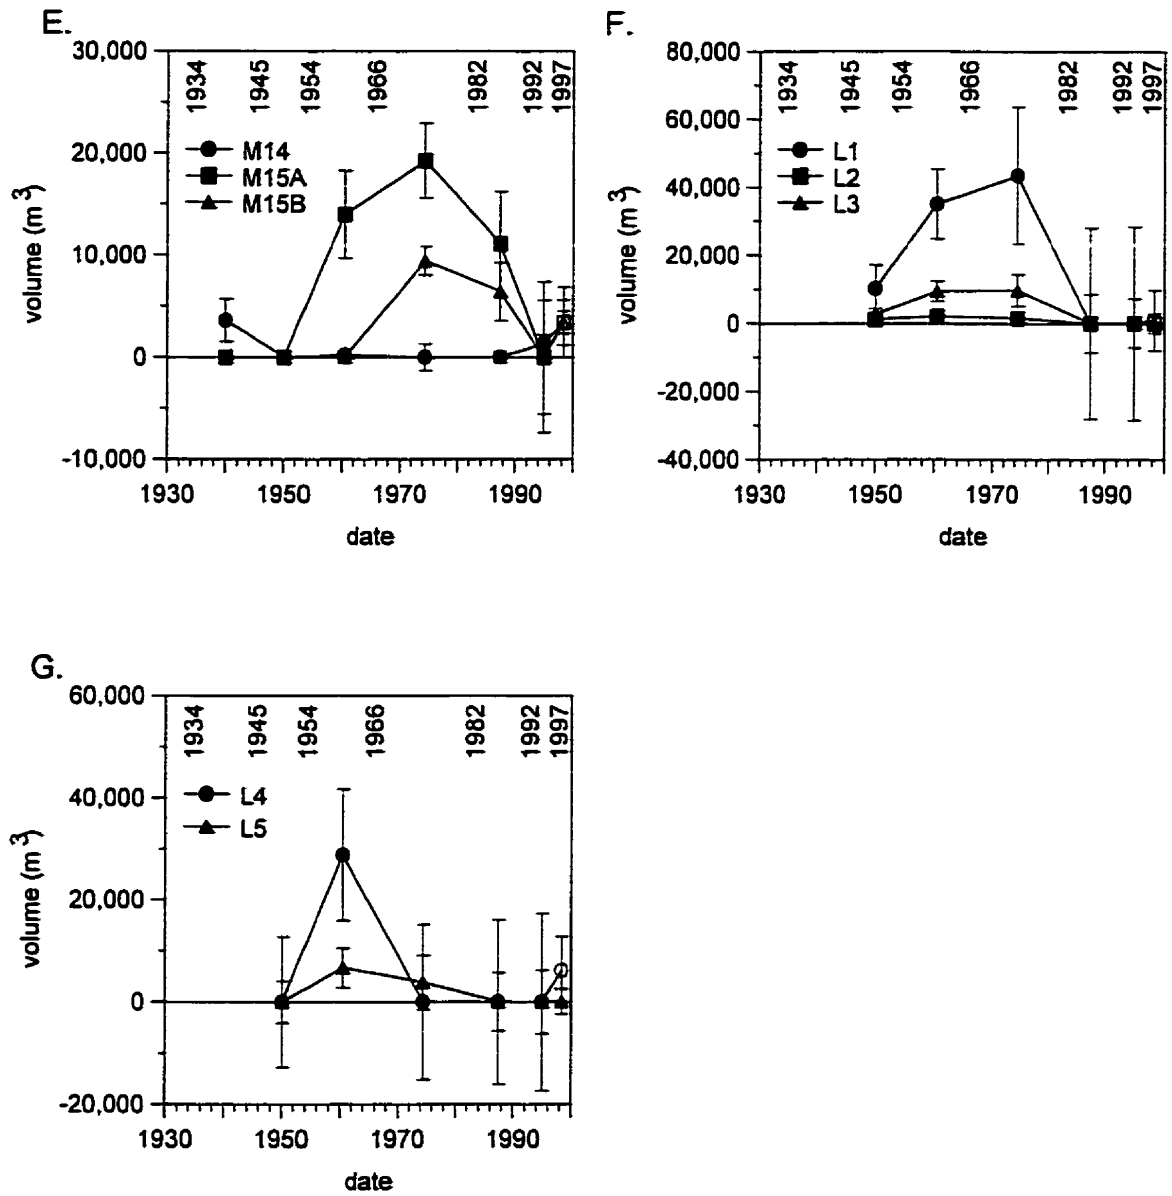 E.
30,000
20,000
10,000
0
-10,000
volume (m³)
1934 1945 1954 1966 1982 1992 1997
M14
M15A
M15B
1930 1950 1970 1990
date
F.
80,000
60,000
40,000
20,000
0
-20,000
-40,000
volume (m³)
1934 1945 1954 1966 1982 1992 1997
L1
L2
L3
1930 1950 1970 1990
date
G.
60,000
40,000
20,000
0
-20,000
volume (m³)
1934 1945 1954 1966 1982 1992 1997
L4
L5
1930 1950 1970 1990
date